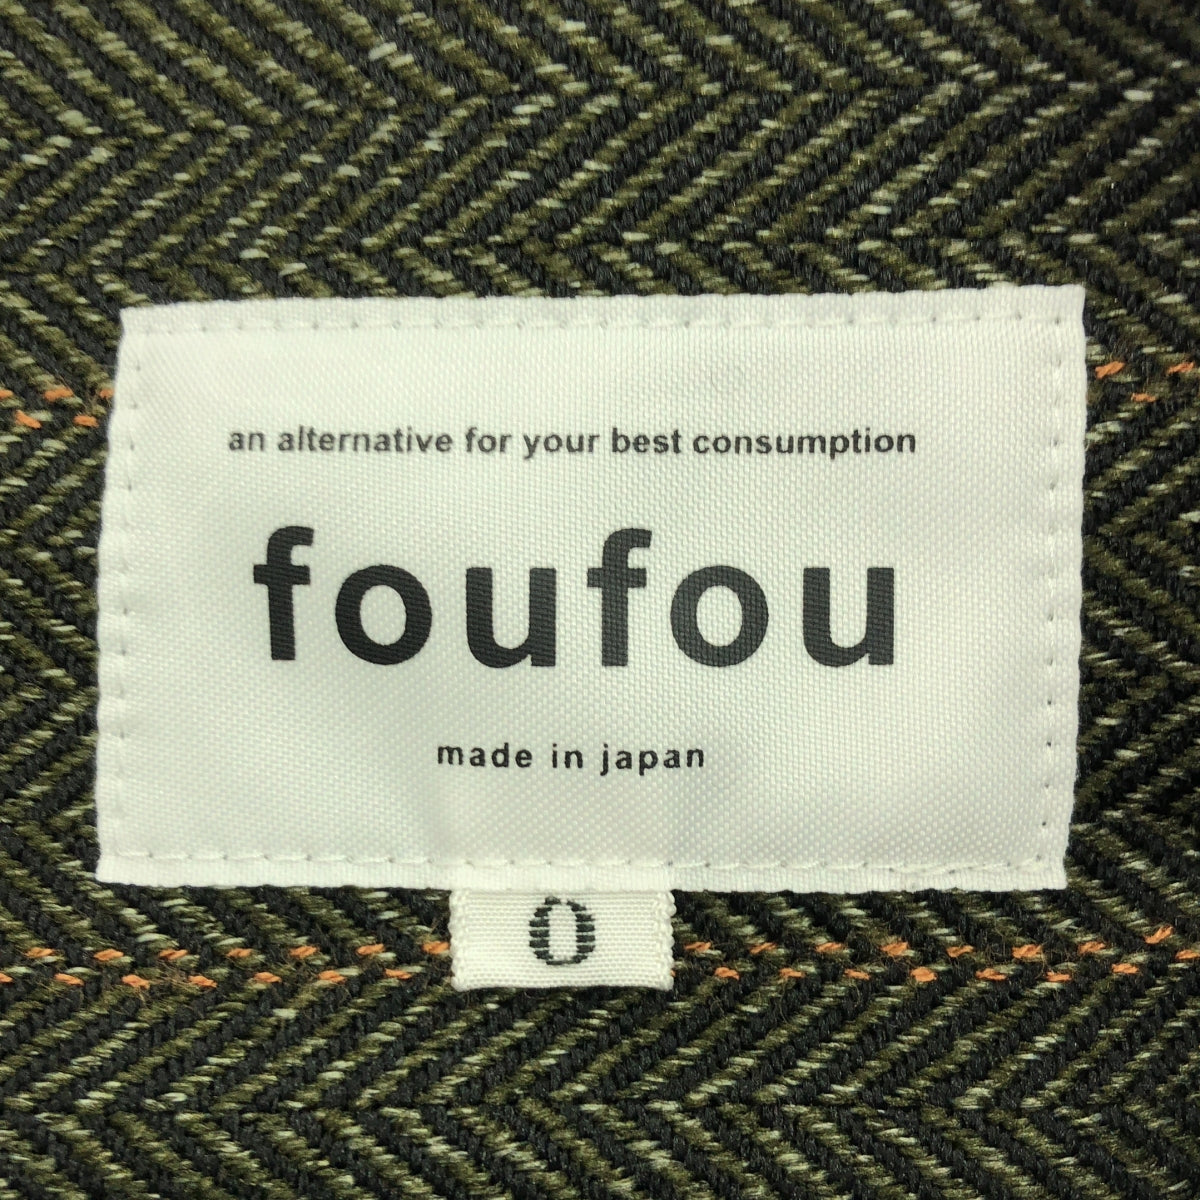 an alternative for your best consumption
foufou
made in japan
0